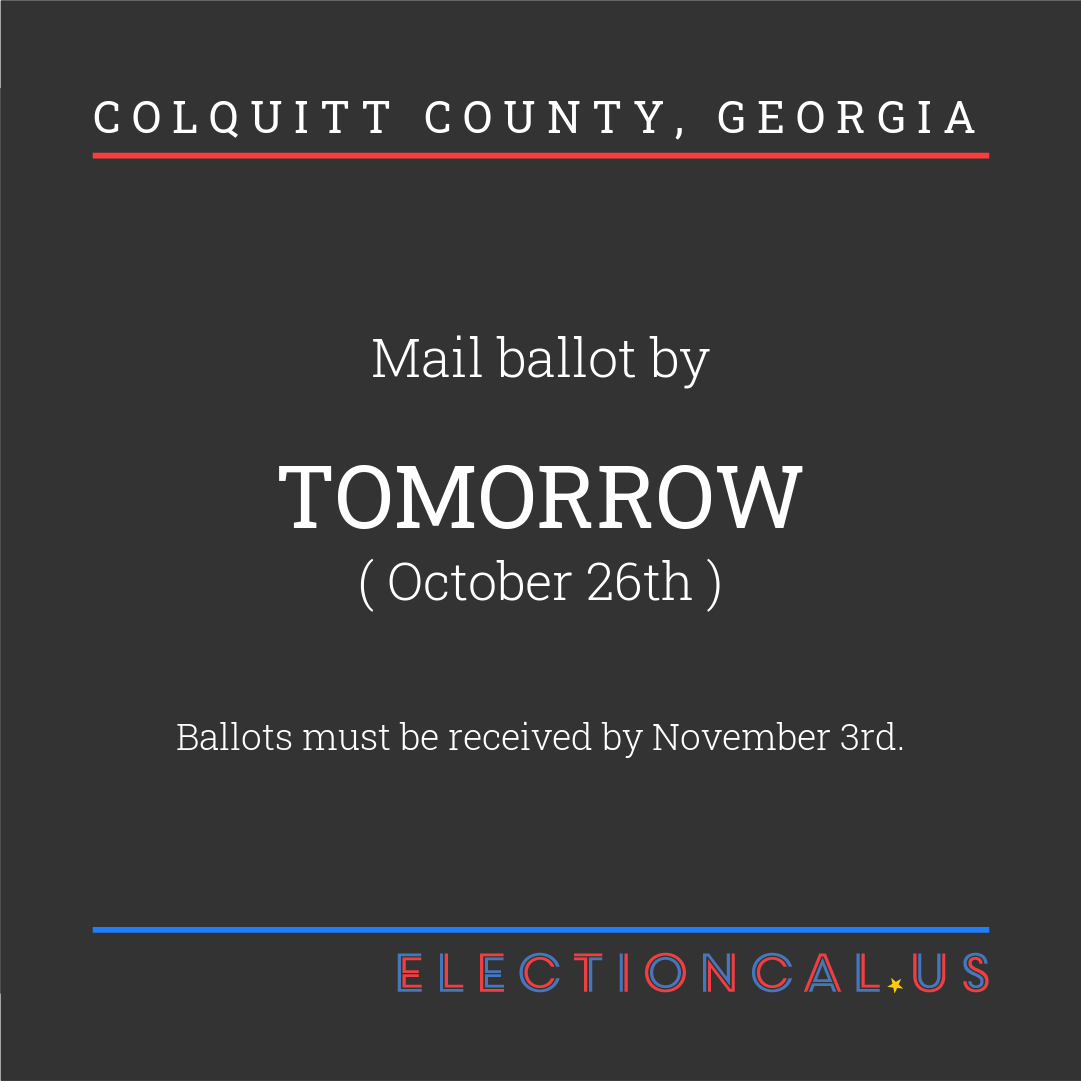 COLQUITT COUNTY, GEORGIA
Mail ballot by
TOMORROW
( October 26th )
Ballots must be received by November 3rd.
ELECTIONCAL.US